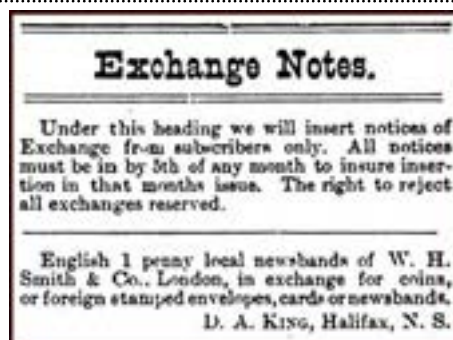 Exchange Notes.
Under this heading we will insert notices of
Exchange from subscribers only. All notices
must be in by 5th of any month to insure inser-
tion in that months issue. The right to reject
all exchanges reserved.
English 1 penny local newsbands of W. H.
Smith & Co., London, in exchange for coins,
or foreign stamped envelopes, cards or newsbands.
D. A. KING, Halifax, N. S.